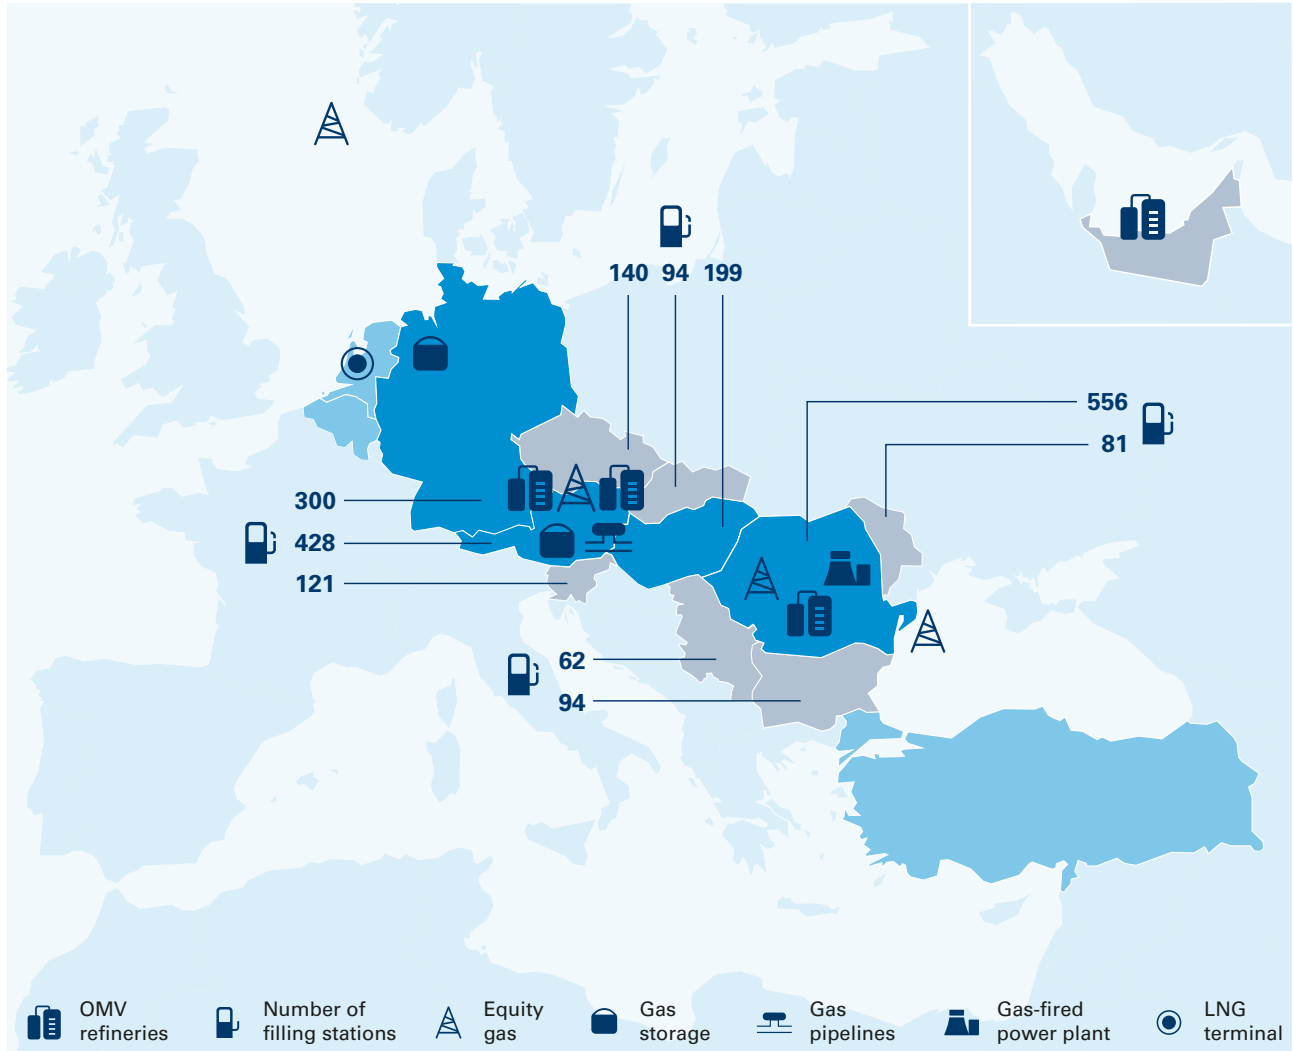 140 94 199
556
81
300
428
121
62
94
OMV
refineries
Number of
filling stations
Equity
gas
Gas
storage
Gas
pipelines
Gas-fired
power plant
LNG
terminal